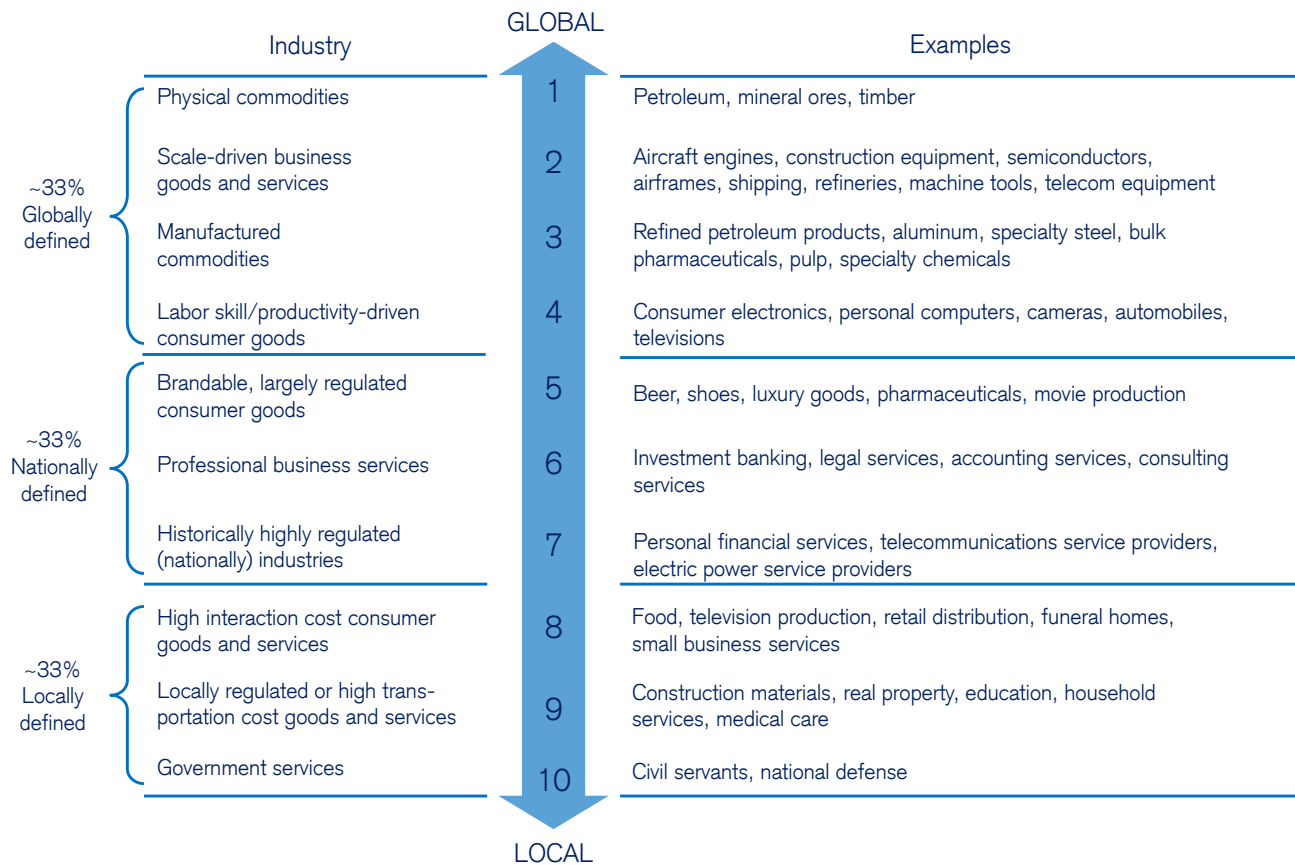 GLOBAL
Industry
Examples
~33%
Globally
defined
Physical commodities
1
Petroleum, mineral ores, timber
Scale-driven business
goods and services
2
Aircraft engines, construction equipment, semiconductors,
airframes, shipping, refineries, machine tools, telecom equipment
Manufactured
commodities
3
Refined petroleum products, aluminum, specialty steel, bulk
pharmaceuticals, pulp, specialty chemicals
Labor skill/productivity-driven
consumer goods
4
Consumer electronics, personal computers, cameras, automobiles,
televisions
~33%
Nationally
defined
Brandable, largely regulated
consumer goods
5
Beer, shoes, luxury goods, pharmaceuticals, movie production
Professional business services
6
Investment banking, legal services, accounting services, consulting
services
Historically highly regulated
(nationally) industries
7
Personal financial services, telecommunications service providers,
electric power service providers
~33%
Locally
defined
High interaction cost consumer
goods and services
8
Food, television production, retail distribution, funeral homes,
small business services
Locally regulated or high trans-
portation cost goods and services
9
Construction materials, real property, education, household
services, medical care
Government services
10
Civil servants, national defense
LOCAL